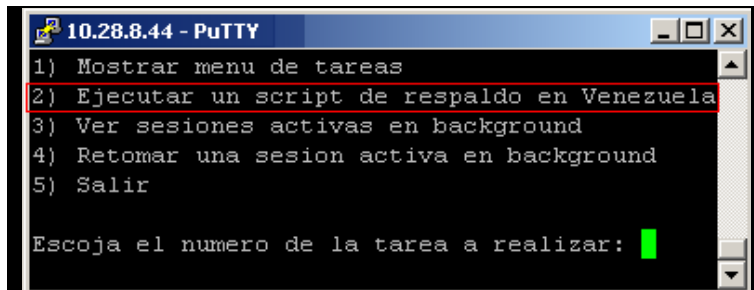 10.28.8.44 - PuTTY
1) Mostrar menu de tareas
2) Ejecutar un script de respaldo en Venezuela
3) Ver sesiones activas en background
4) Retomar una sesion activa en background
5) Salir
Escoja el numero de la tarea a realizar: